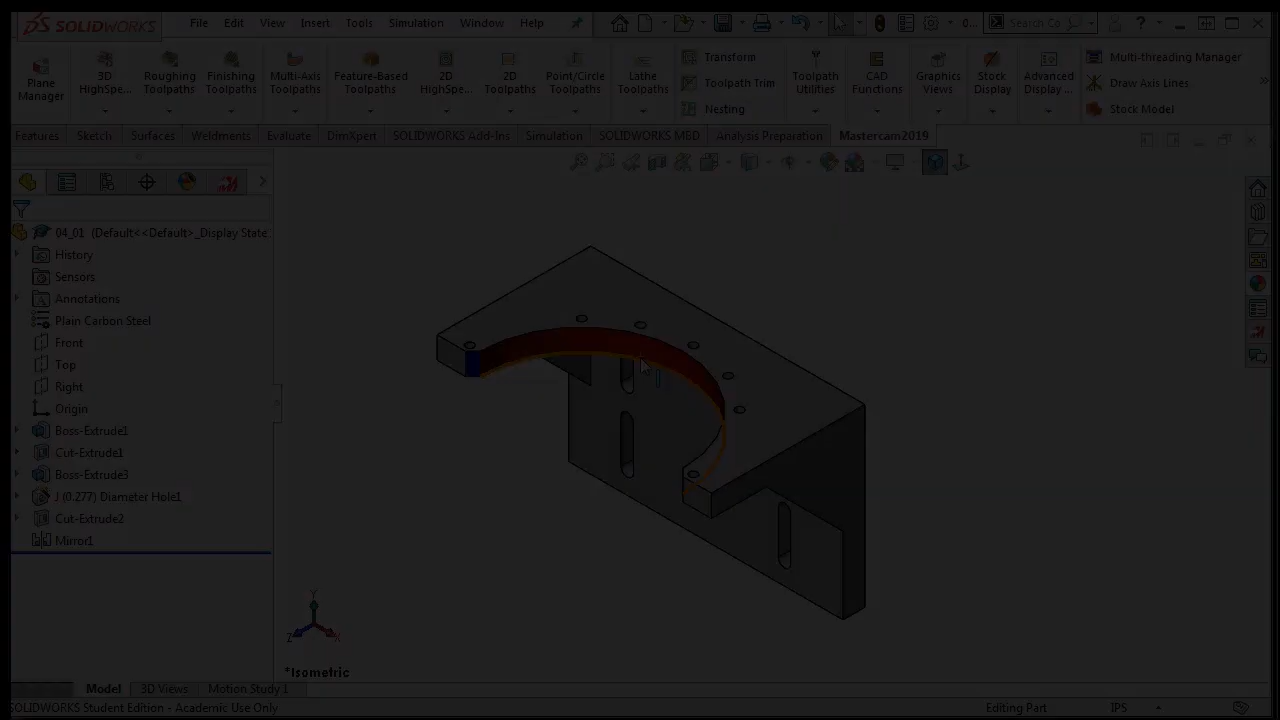 SOLIDWORKS File Edit View Insert Tools Simulation Window Help 0... Search Co ?
Plane Manager
3D HighSpe...
Roughing Toolpaths
Finishing Toolpaths
Multi-Axis Toolpaths
Feature-Based Toolpaths
2D HighSpe...
2D Toolpaths
Point/Circle Toolpaths
Lathe Toolpaths
Transform
Toolpath Trim
Nesting
Toolpath Utilities
CAD Functions
Graphics Views
Stock Display
Advanced Display ...
Multi-threading Manager
Draw Axis Lines
Stock Model
Features Sketch Surfaces Weldments Evaluate DimXpert SOLIDWORKS Add-Ins Simulation SOLIDWORKS MBD Analysis Preparation Mastercam2019
04_01 (Default<<Default>_Display State
History
Sensors
Annotations
Plain Carbon Steel
Front
Top
Right
Origin
Boss-Extrude1
Cut-Extrude1
Boss-Extrude3
J (0.277) Diameter Hole1
Cut-Extrude2
Mirror1
Y
Z X
*Isometric
Model 3D Views Motion Study 1
SOLIDWORKS Student Edition - Academic Use Only Editing Part IPS